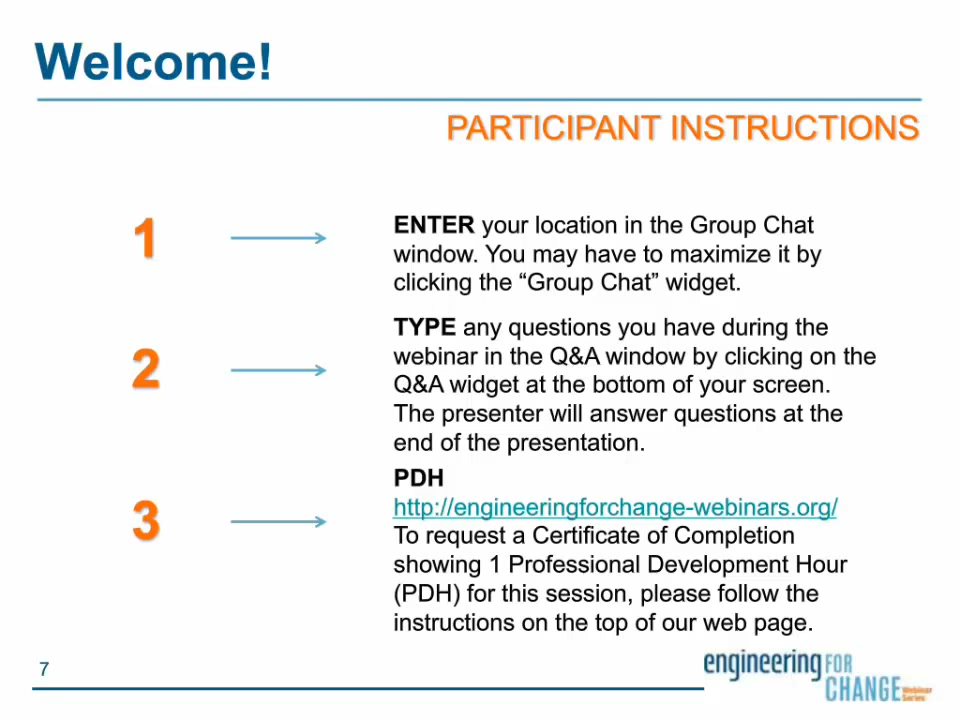 Welcome!
PARTICIPANT INSTRUCTIONS
1
ENTER your location in the Group Chat
window. You may have to maximize it by
clicking the “Group Chat” widget.
2
TYPE any questions you have during the
webinar in the Q&A window by clicking on the
Q&A widget at the bottom of your screen.
The presenter will answer questions at the
end of the presentation.
3
PDH
http://engineeringforchange-webinars.org/
To request a Certificate of Completion
showing 1 Professional Development Hour
(PDH) for this session, please follow the
instructions on the top of our web page.
7
engineering FOR
CHANGE Webinar
Series